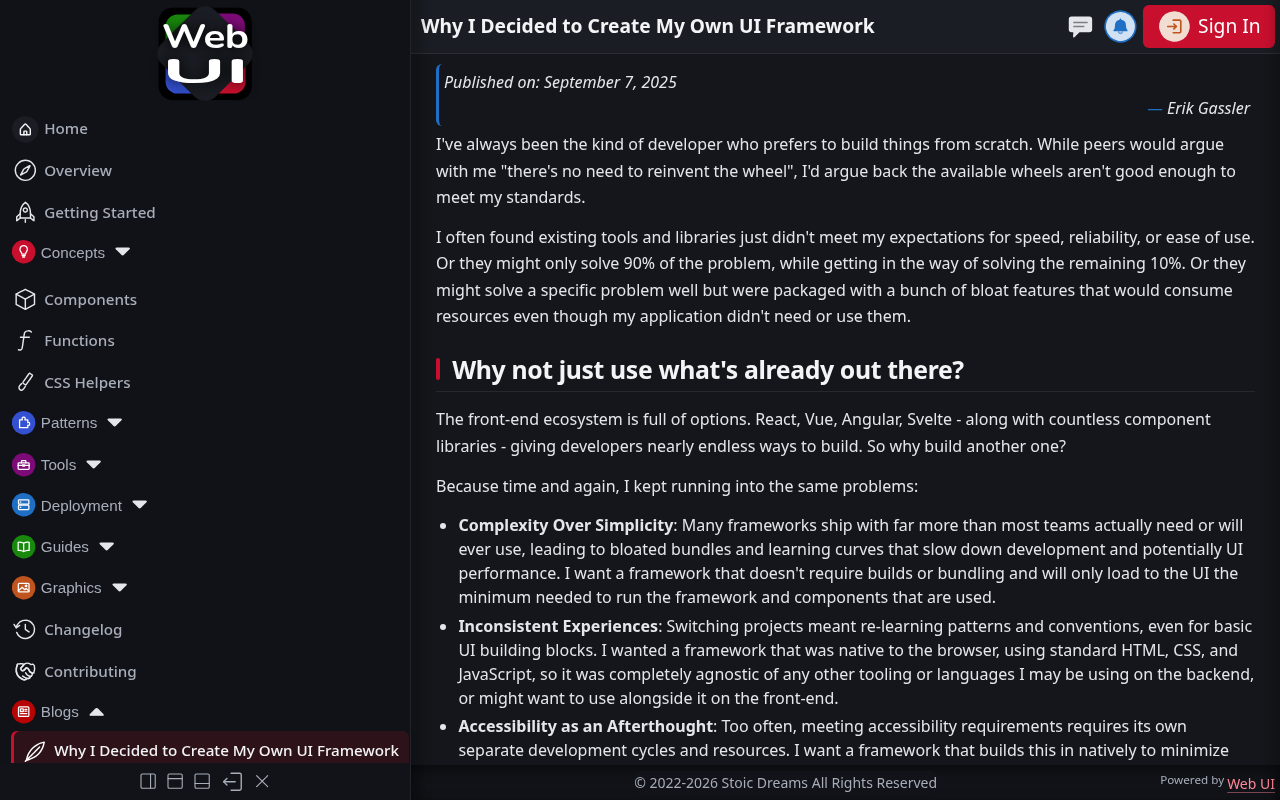 Web
UI
Home
Overview
Getting Started
Concepts
Components
Functions
CSS Helpers
Patterns
Tools
Deployment
Guides
Graphics
Changelog
Contributing
Blogs
Why I Decided to Create My Own UI Framework
Why I Decided to Create My Own UI Framework
Sign In
Published on: September 7, 2025
— Erik Gassler
I've always been the kind of developer who prefers to build things from scratch. While peers would argue
with me "there's no need to reinvent the wheel", I'd argue back the available wheels aren't good enough to
meet my standards.
I often found existing tools and libraries just didn't meet my expectations for speed, reliability, or ease of use.
Or they might only solve 90% of the problem, while getting in the way of solving the remaining 10%. Or they
might solve a specific problem well but were packaged with a bunch of bloat features that would consume
resources even though my application didn't need or use them.
Why not just use what's already out there?
The front-end ecosystem is full of options. React, Vue, Angular, Svelte - along with countless component
libraries - giving developers nearly endless ways to build. So why build another one?
Because time and again, I kept running into the same problems:
Complexity Over Simplicity: Many frameworks ship with far more than most teams actually need or will
ever use, leading to bloated bundles and learning curves that slow down development and potentially UI
performance. I want a framework that doesn't require builds or bundling and will only load to the UI the
minimum needed to run the framework and components that are used.
Inconsistent Experiences: Switching projects meant re-learning patterns and conventions, even for basic
UI building blocks. I wanted a framework that was native to the browser, using standard HTML, CSS, and
JavaScript, so it was completely agnostic of any other tooling or languages I may be using on the backend,
or might want to use alongside it on the front-end.
Accessibility as an Afterthought: Too often, meeting accessibility requirements requires its own
separate development cycles and resources. I want a framework that builds this in natively to minimize
© 2022-2026 Stoic Dreams All Rights Reserved
Powered by Web UI